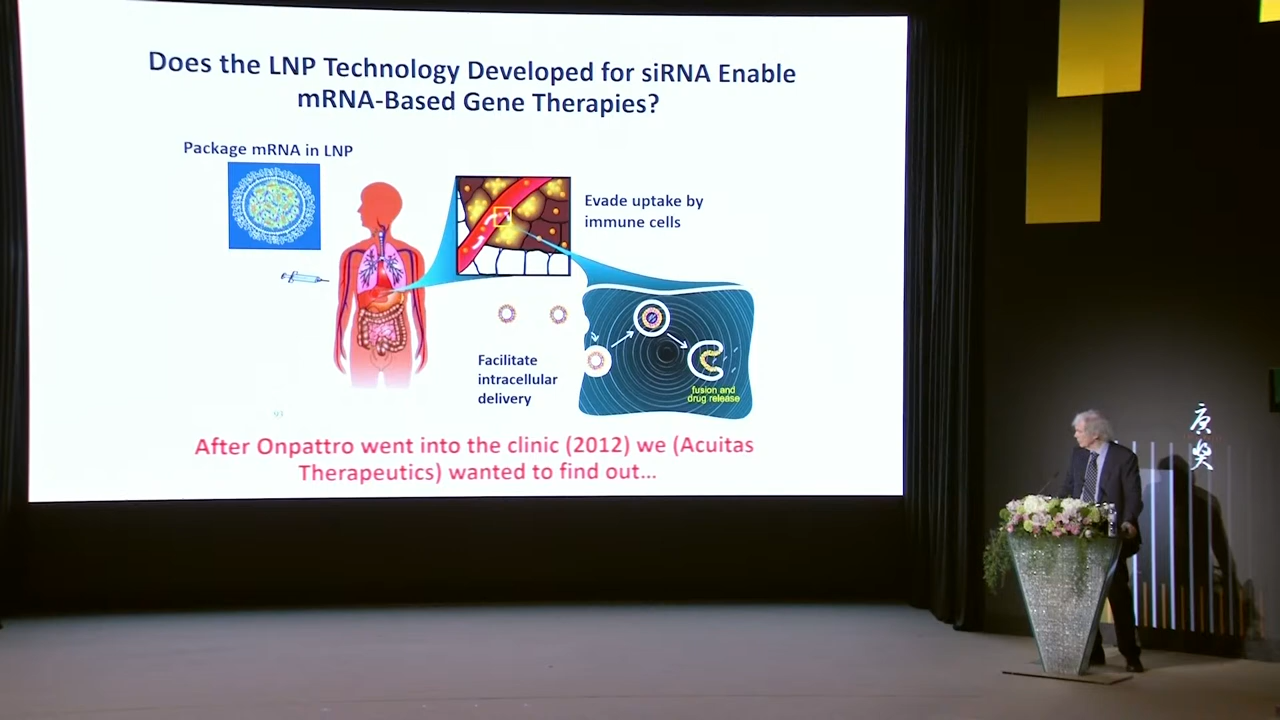 Does the LNP Technology Developed for siRNA Enable
mRNA-Based Gene Therapies?
Package mRNA in LNP
Evade uptake by
immune cells
Facilitate
intracellular
delivery
fusion and
drug release
After Onpattro went into the clinic (2012) we (Acuitas
Therapeutics) wanted to find out...
唐
奨